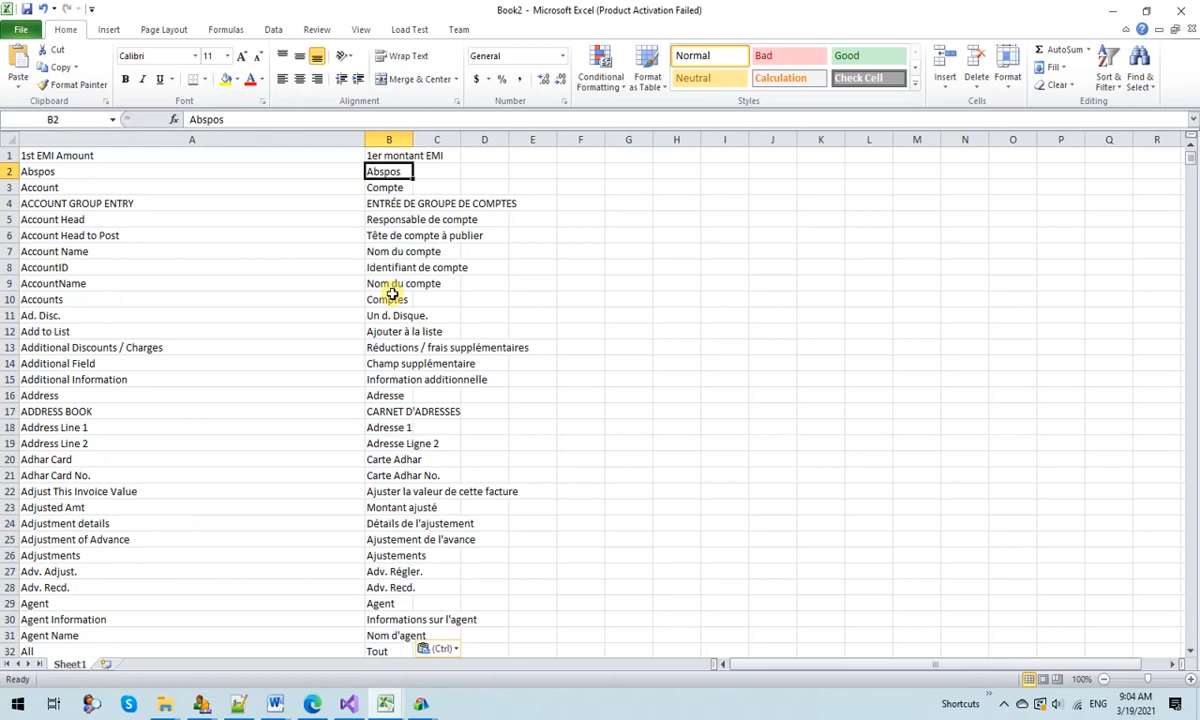 Book2 - Microsoft Excel (Product Activation Failed)
File Home Insert Page Layout Formulas Data Review View Load Test Team
Cut Calibri 11 Wrap Text General Normal Bad Good AutoSum
Paste Copy Conditional Formatting Format as Table Insert Delete Format Fill Sort & Filter Find & Select
Format Painter Merge & Center Neutral Calculation Check Cell Clear
Clipboard Font Alignment Number Styles Cells Editing
B2 fx Abspos
A B C D E F G H I J K L M N O P Q R
1 1st EMI Amount 1er montant EMI
2 Abspos Abspos
3 Account Compte
4 ACCOUNT GROUP ENTRY ENTRÉE DE GROUPE DE COMPTES
5 Account Head Responsable de compte
6 Account Head to Post Tête de compte à publier
7 Account Name Nom du compte
8 AccountID Identifiant de compte
9 AccountName Nom du compte
10 Accounts Comptes
11 Ad. Disc. Un d. Disque.
12 Add to List Ajouter à la liste
13 Additional Discounts / Charges Réductions / frais supplémentaires
14 Additional Field Champ supplémentaire
15 Additional Information Information additionnelle
16 Address Adresse
17 ADDRESS BOOK CARNET D'ADRESSES
18 Address Line 1 Adresse 1
19 Address Line 2 Adresse Ligne 2
20 Adhar Card Carte Adhar
21 Adhar Card No. Carte Adhar No.
22 Adjust This Invoice Value Ajuster la valeur de cette facture
23 Adjusted Amt Montant ajusté
24 Adjustment details Détails de l'ajustement
25 Adjustment of Advance Ajustement de l'avance
26 Adjustments Ajustements
27 Adv. Adjust. Adv. Régler.
28 Adv. Recd. Adv. Recd.
29 Agent Agent
30 Agent Information Informations sur l'agent
31 Agent Name Nom d'agent
32 All Tout (Ctrl)
Sheet1
Ready 100%
Shortcuts ENG 9:04 AM
3/19/2021